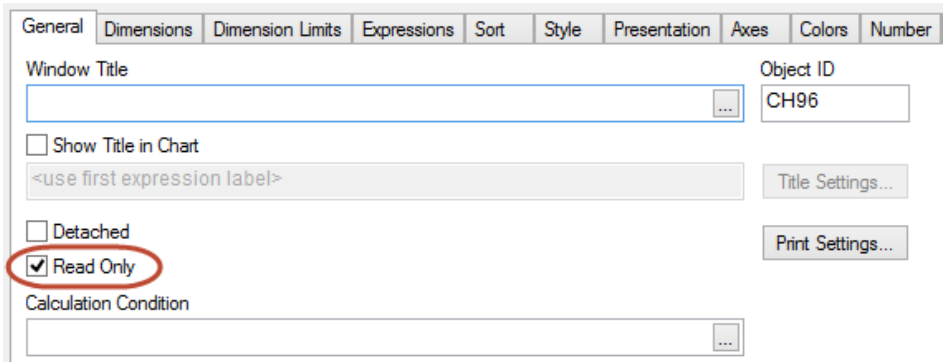 General Dimensions Dimension Limits Expressions Sort Style Presentation Axes Colors Number
Window Title Object ID
... CH96
Show Title in Chart
<use first expression label> Title Settings...
Detached
Print Settings...
Read Only
Calculation Condition
...